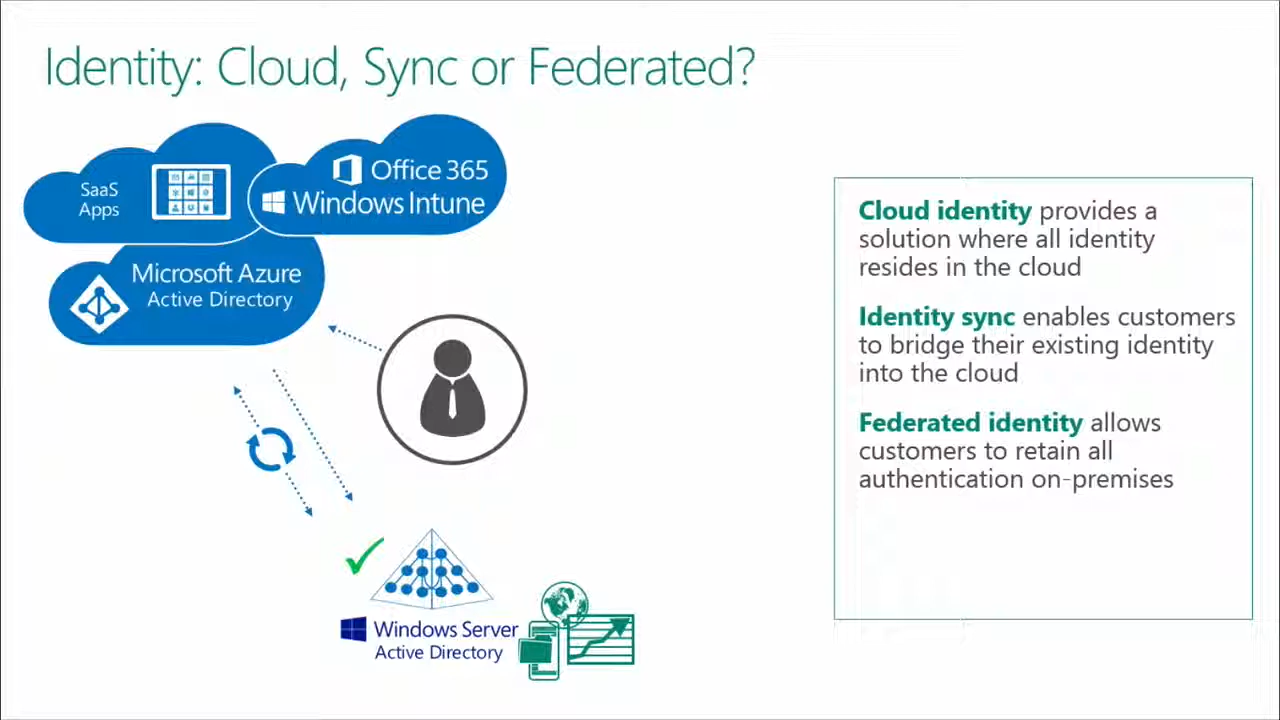 Identity: Cloud, Sync or Federated?
SaaS
Apps
Office 365
Windows Intune
Microsoft Azure
Active Directory
Windows Server
Active Directory
Cloud identity provides a
solution where all identity
resides in the cloud
Identity sync enables customers
to bridge their existing identity
into the cloud
Federated identity allows
customers to retain all
authentication on-premises